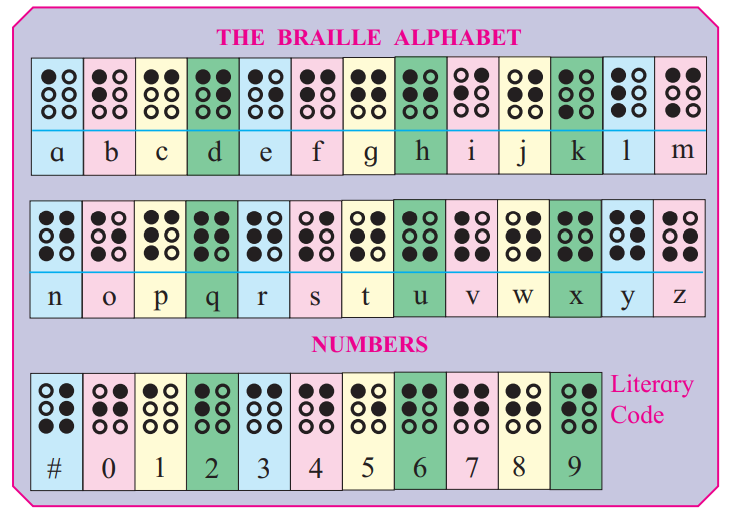 THE BRAILLE ALPHABET
a b c d e f g h i j k l m
n o p q r s t u v w x y z
NUMBERS
Literary
Code
# 0 1 2 3 4 5 6 7 8 9